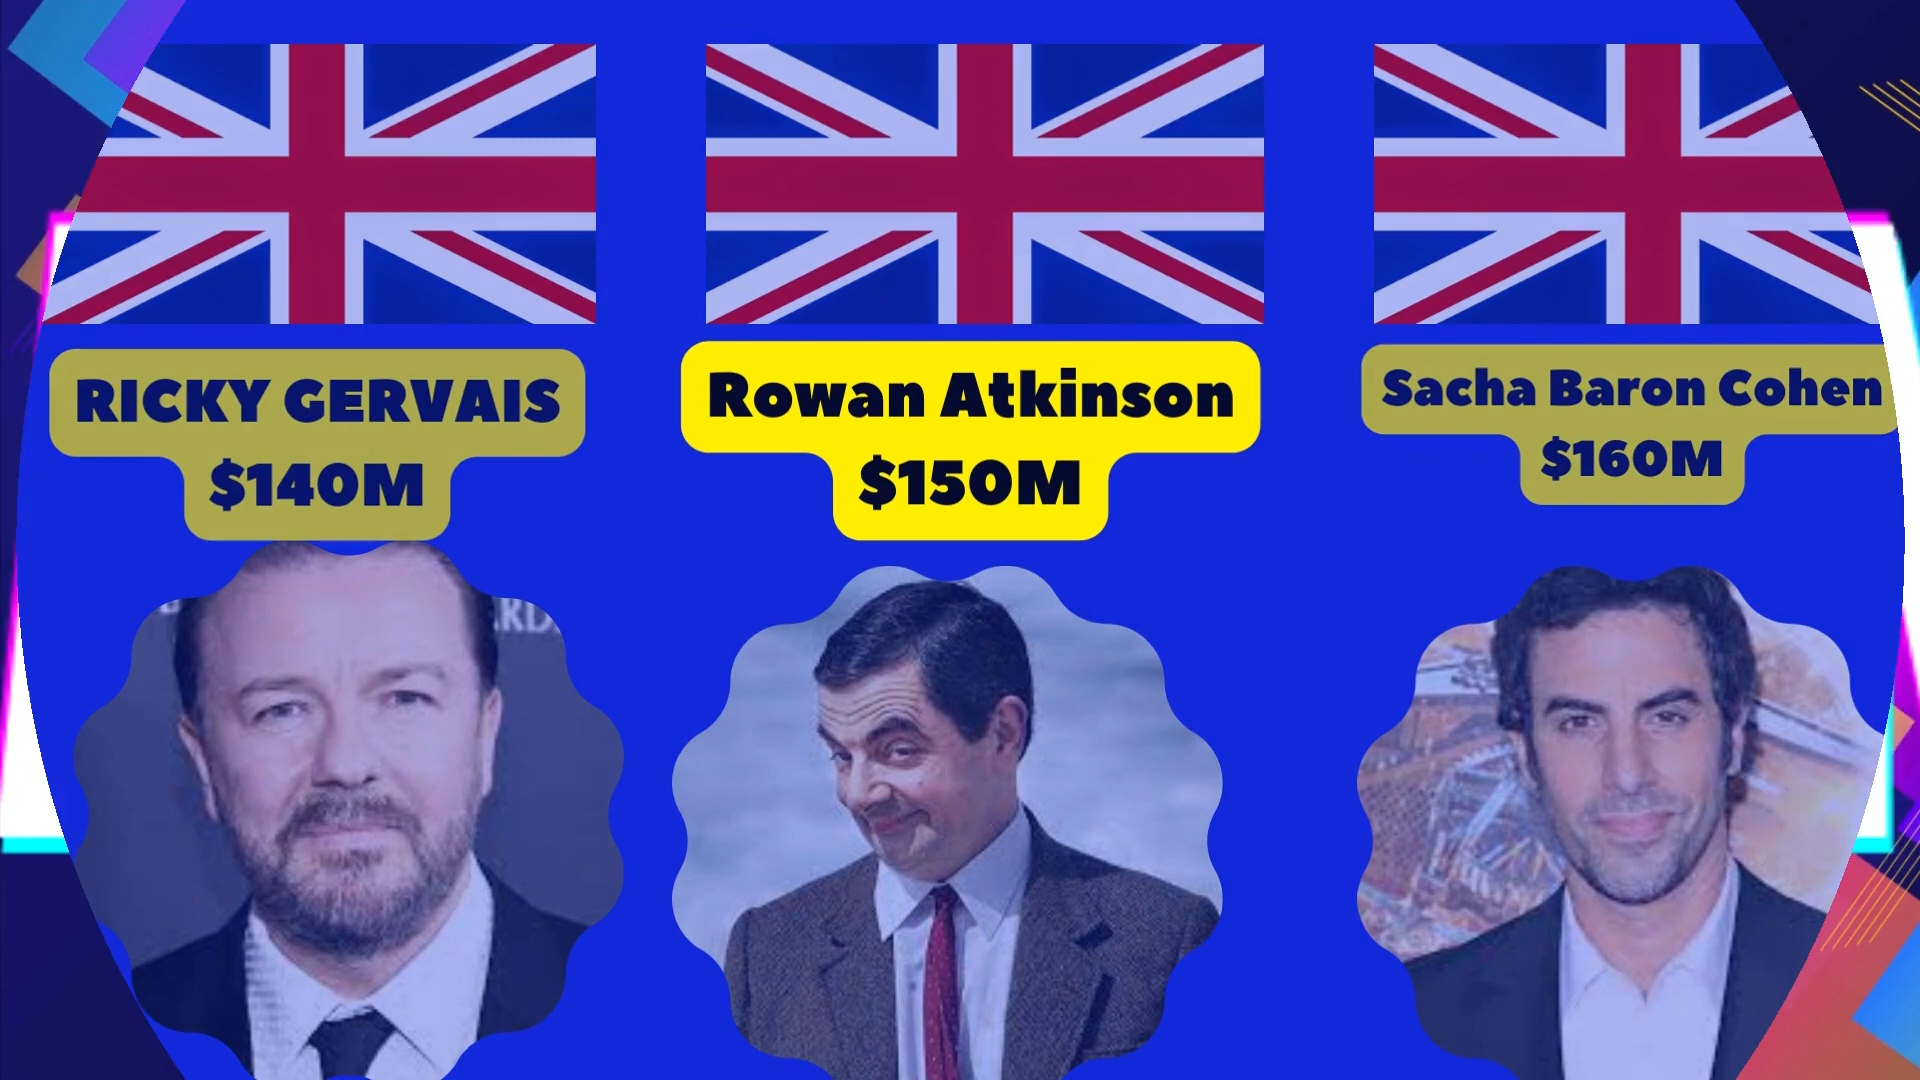 RICKY GERVAIS
$140M
Rowan Atkinson
$150M
Sacha Baron Cohen
$160M